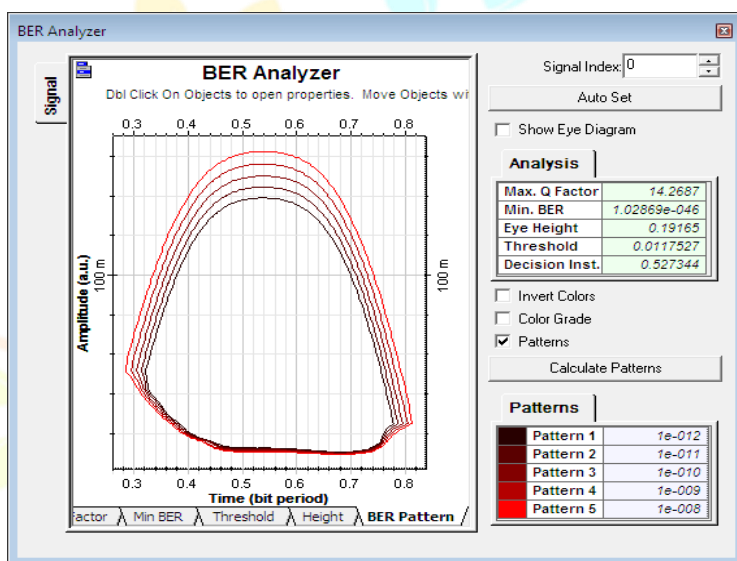 BER Analyzer
Signal
BER Analyzer
Dbl Click On Objects to open properties. Move Objects wi
0.3 0.4 0.5 0.6 0.7 0.8
Amplitude (a.u.)
100 m
100 m
0.3 0.4 0.5 0.6 0.7 0.8
Time (bit period)
Factor Min BER Threshold Height BER Pattern
Signal Index: 0
Auto Set
Show Eye Diagram
Analysis
Max. Q Factor 14.2687
Min. BER 1.02869e-046
Eye Height 0.19165
Threshold 0.0117527
Decision Inst. 0.527344
Invert Colors
Color Grade
Patterns
Calculate Patterns
Patterns
Pattern 1 1e-012
Pattern 2 1e-011
Pattern 3 1e-010
Pattern 4 1e-009
Pattern 5 1e-008